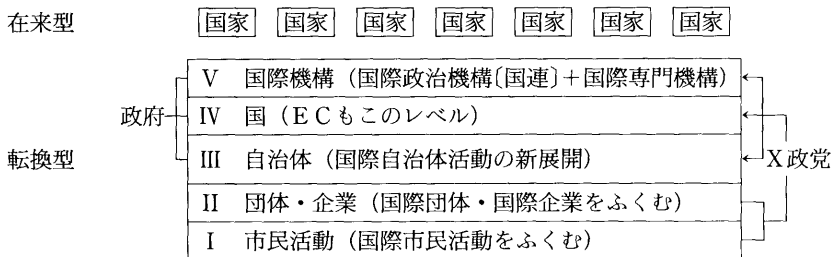 在来型 国家 国家 国家 国家 国家 国家 国家
V 国際機構（国際政治機構〔国連〕＋国際専門機構）
政府 IV 国（ECもこのレベル）
転換型 III 自治体（国際自治体活動の新展開） X政党
II 団体・企業（国際団体・国際企業をふくむ）
I 市民活動（国際市民活動をふくむ）